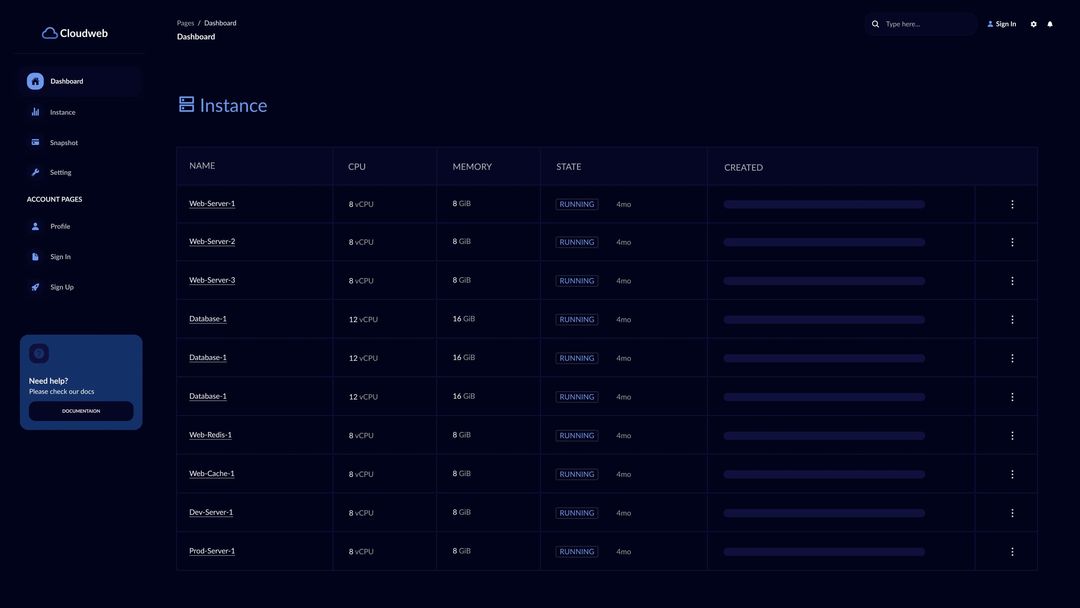 Cloudweb
Pages / Dashboard
Dashboard
Type here...
Sign In
Dashboard
Instance
Snapshot
Setting
ACCOUNT PAGES
Profile
Sign In
Sign Up
Need help?
Please check our docs
DOCUMENTAION
Instance
NAME CPU MEMORY STATE CREATED
Web-Server-1 8 vCPU 8 GiB RUNNING 4mo
Web-Server-2 8 vCPU 8 GiB RUNNING 4mo
Web-Server-3 8 vCPU 8 GiB RUNNING 4mo
Database-1 12 vCPU 16 GiB RUNNING 4mo
Database-1 12 vCPU 16 GiB RUNNING 4mo
Database-1 12 vCPU 16 GiB RUNNING 4mo
Web-Redis-1 8 vCPU 8 GiB RUNNING 4mo
Web-Cache-1 8 vCPU 8 GiB RUNNING 4mo
Dev-Server-1 8 vCPU 8 GiB RUNNING 4mo
Prod-Server-1 8 vCPU 8 GiB RUNNING 4mo